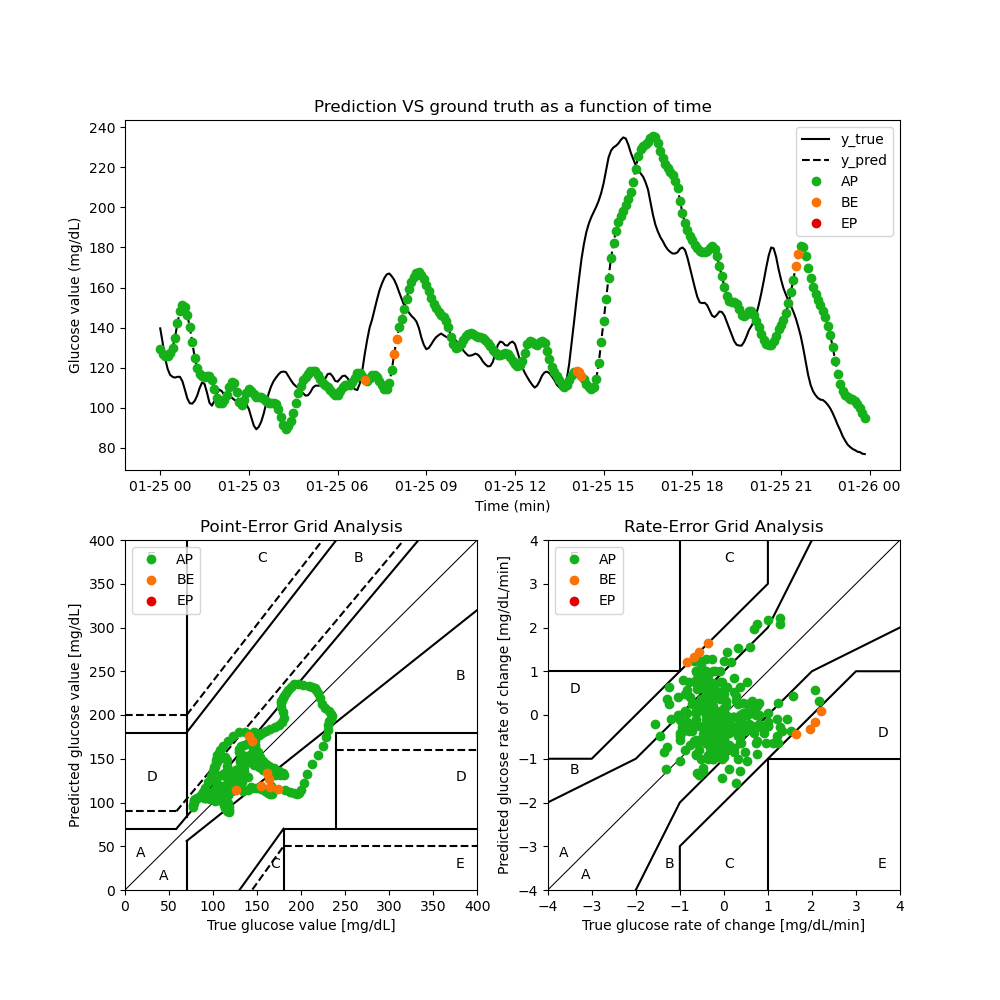 Prediction VS ground truth as a function of time
Glucose value (mg/dL)
240
220
200
180
160
140
120
100
80
y_true
y_pred
AP
BE
EP
01-25 00 01-25 03 01-25 06 01-25 09 01-25 12 01-25 15 01-25 18 01-25 21 01-26 00
Time (min)
Point-Error Grid Analysis
Predicted glucose value [mg/dL]
400
350
300
250
200
150
100
50
0
AP
BE
EP
C
B
B
D
D
A
A
C
E
0 50 100 150 200 250 300 350 400
True glucose value [mg/dL]
Rate-Error Grid Analysis
Predicted glucose rate of change [mg/dL/min]
4
3
2
1
0
−1
−2
−3
−4
AP
BE
EP
C
D
D
B
A
A
B
C
E
−4 −3 −2 −1 0 1 2 3 4
True glucose rate of change [mg/dL/min]